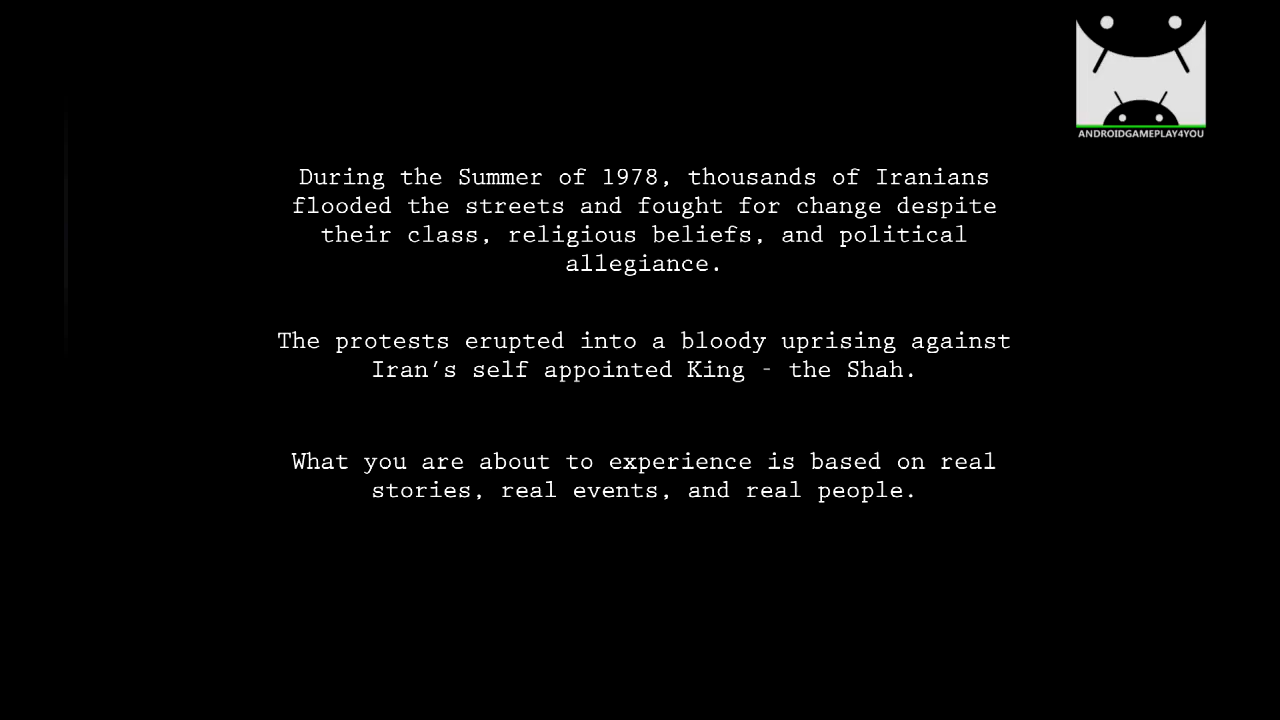 ANDROIDGAMEPLAY4YOU
During the Summer of 1978, thousands of Iranians
flooded the streets and fought for change despite
their class, religious beliefs, and political
allegiance.
The protests erupted into a bloody uprising against
Iran's self appointed King - the Shah.
What you are about to experience is based on real
stories, real events, and real people.